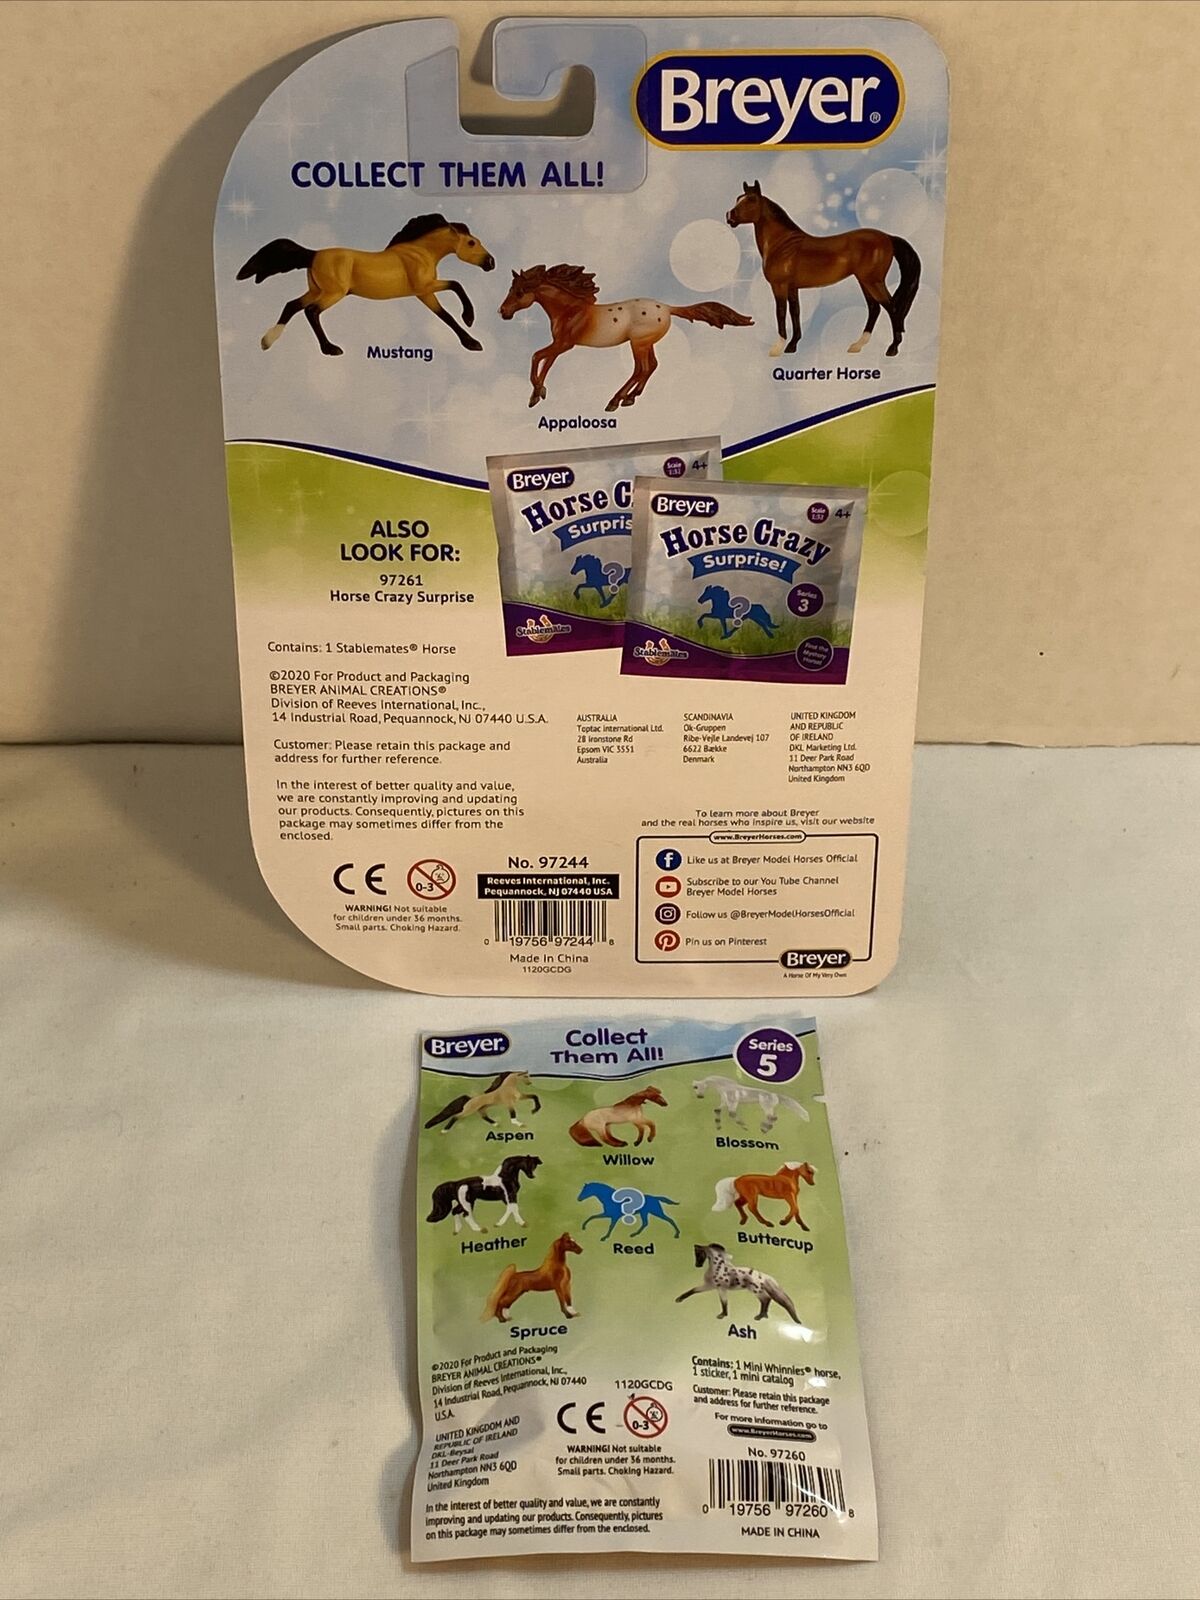 Breyer®
COLLECT THEM ALL!
Mustang
Appaloosa
Quarter Horse
ALSO
LOOK FOR:
97261
Horse Crazy Surprise
Breyer
Scale
1:32
4+
Horse C
Surpris
Stablemates
Breyer
4+
Horse Crazy
Surprise!
Series
3
Stablemates
Find the
Mystery
Horse!
Contains: 1 Stablemates® Horse
©2020 For Product and Packaging
BREYER ANIMAL CREATIONS®
Division of Reeves International, Inc.,
14 Industrial Road, Pequannock, NJ 07440 U.S.A.
Customer: Please retain this package and
address for further reference.
In the interest of better quality and value,
we are constantly improving and updating
our products. Consequently, pictures on this
package may sometimes differ from the
enclosed.
AUSTRALIA
Toptac International Ltd.
28 Ironstone Rd
Epsom VIC 3551
Australia
SCANDINAVIA
Ok-Gruppen
Ribe-Vejle Landevej 107
6622 Bække
Denmark
UNITED KINGDOM
AND REPUBLIC
OF IRELAND
DKL Marketing Ltd.
11 Deer Park Road
Northampton NN3 6QD
United Kingdom
CE
0-3
WARNING! Not suitable
for children under 36 months.
Small parts. Choking Hazard.
No. 97244
Reeves International, Inc.
Pequannock, NJ 07440 USA
0 19756 97244 8
Made In China
1120GCDG
To learn more about Breyer
and the real horses who inspire us, visit our website
www.BreyerHorses.com
Like us at Breyer Model Horses Official
Subscribe to our You Tube Channel
Breyer Model Horses
Follow us @BreyerModelHorsesOfficial
Pin us on Pinterest
Breyer
A Horse Of My Very Own
Breyer
Collect
Them All!
Series
5
Aspen
Willow
Blossom
Heather
?
Reed
Buttercup
Spruce
Ash
©2020 For Product and Packaging
BREYER ANIMAL CREATIONS®
Division of Reeves International, Inc.,
14 Industrial Road, Pequannock, NJ 07440
U.S.A.
UNITED KINGDOM AND
REPUBLIC OF IRELAND
DKL-Beysal
11 Deer Park Road
Northampton NN3 6QD
United Kingdom
1120GCDG
CE
0-3
WARNING! Not suitable
for children under 36 months.
Small parts. Choking Hazard.
In the interest of better quality and value, we are constantly
improving and updating our products. Consequently, pictures
on this package may sometimes differ from the enclosed.
Contains: 1 Mini Whinnies® horse,
1 sticker, 1 mini catalog
Customer: Please retain this package
and address for further reference.
For more information go to
www.BreyerHorses.com
No. 97260
0 19756 97260 8
MADE IN CHINA